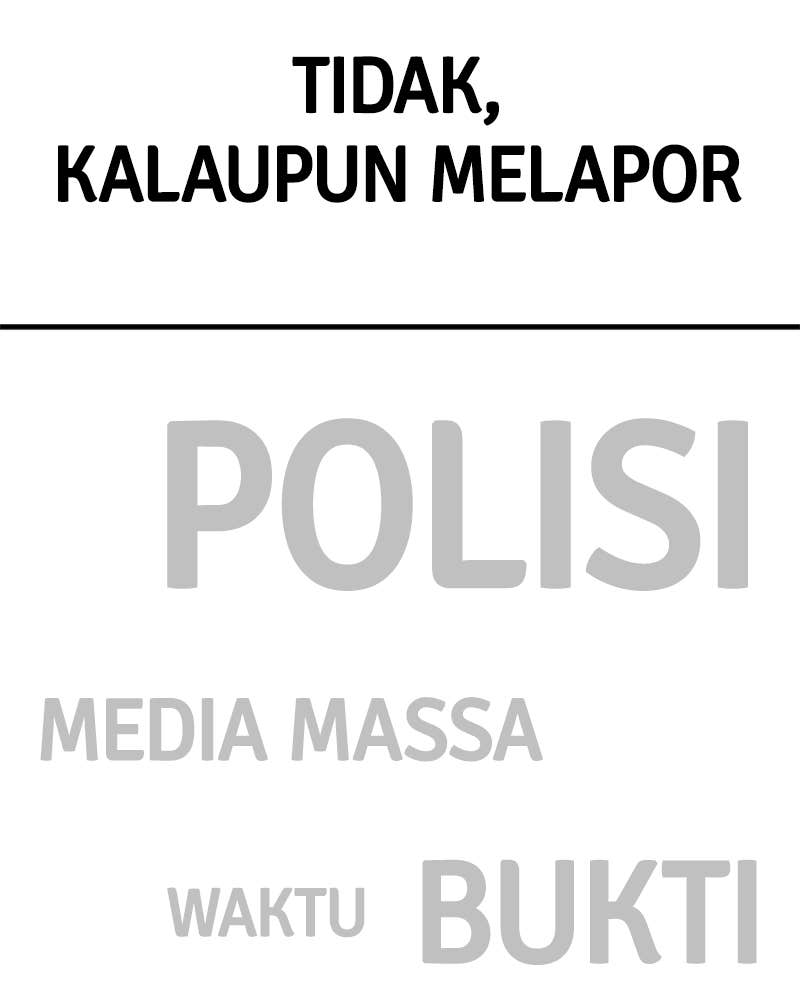 TIDAK,
KALAUPUN MELAPOR
POLISI
MEDIA MASSA
WAKTU BUKTI